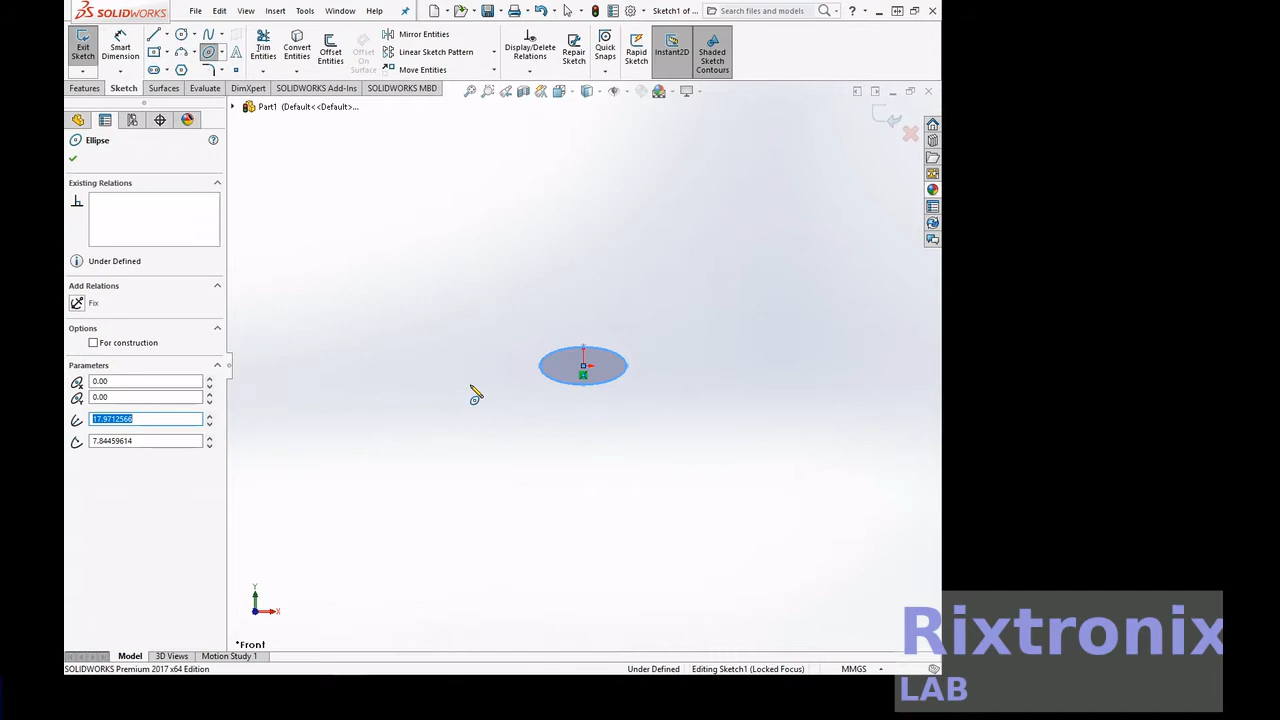 SOLIDWORKS File Edit View Insert Tools Window Help Sketch1 of ... Search files and models
Exit Sketch
Smart Dimension
Trim Entities
Convert Entities
Offset Entities
Offset On Surface
Mirror Entities
Linear Sketch Pattern
Move Entities
Display/Delete Relations
Repair Sketch
Quick Snaps
Rapid Sketch
Instant2D
Shaded Sketch Contours
Features Sketch Surfaces Evaluate DimXpert SOLIDWORKS Add-Ins SOLIDWORKS MBD
Part1 (Default<<Default>...
Ellipse
Existing Relations
Under Defined
Add Relations
Fix
Options
For construction
Parameters
0.00
0.00
17.9712566
7.84459614
Y
X
*Front
Model 3D Views Motion Study 1
SOLIDWORKS Premium 2017 x64 Edition Under Defined Editing Sketch1 (Locked Focus) MMGS
Rixtronix
LAB